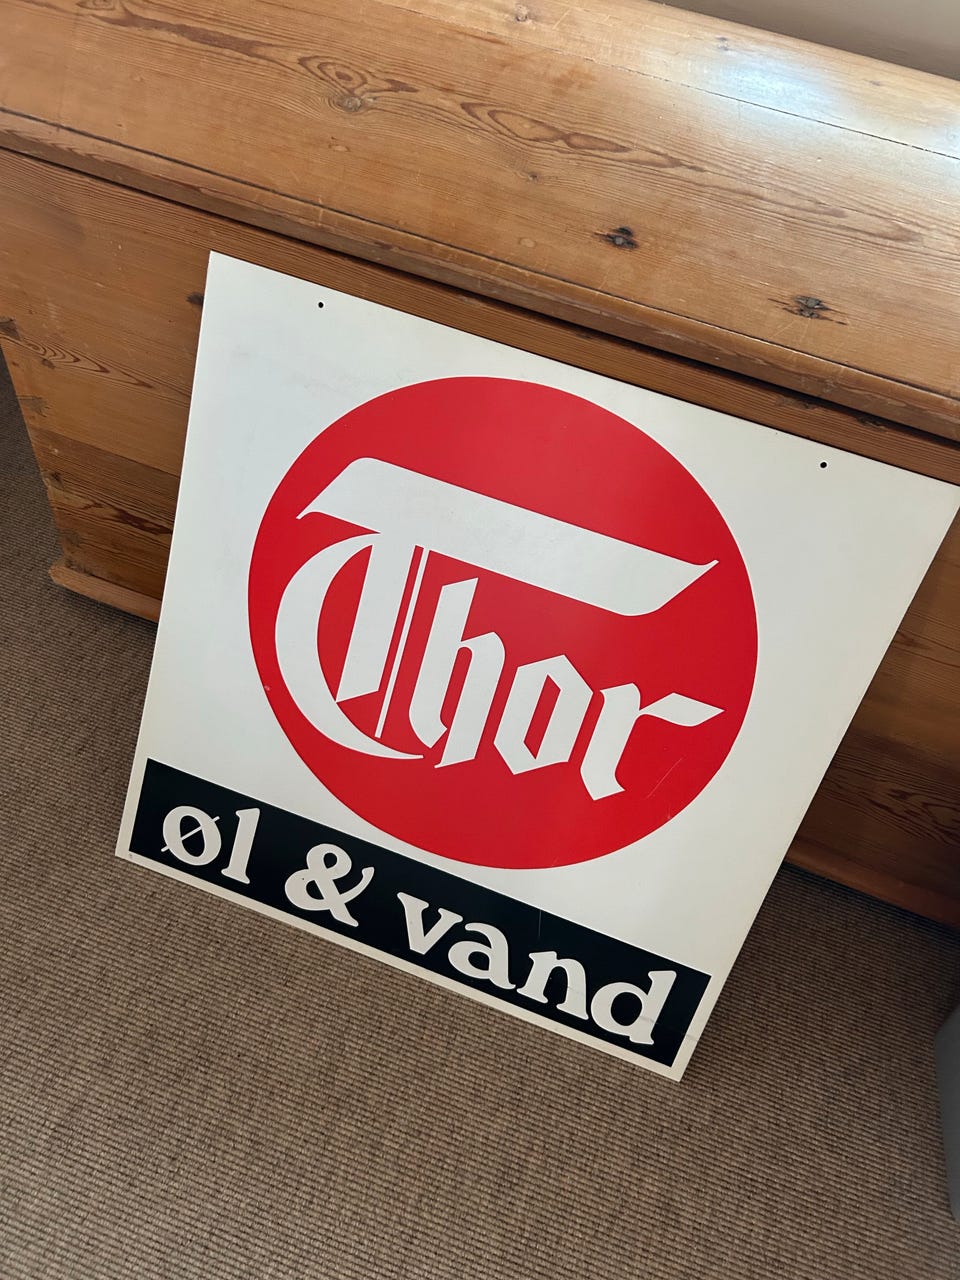 Thor
øl & vand